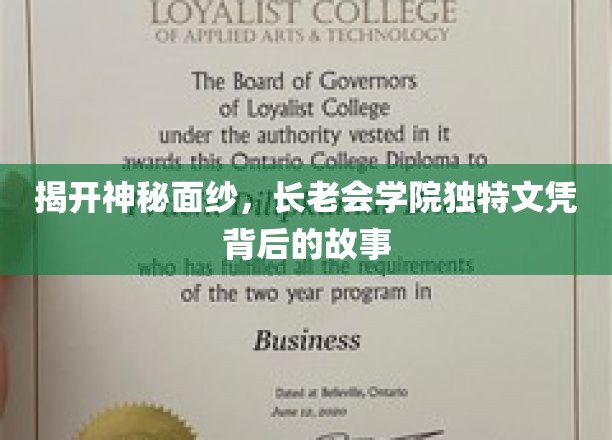 LOYALIST COLLEGE
OF APPLIED ARTS & TECHNOLOGY
The Board of Governors
of Loyalist College
under the authority vested in it
awards this Ontario College Diploma to
揭开神秘面纱，长老会学院独特文凭
背后的故事
who has fulfilled all the requirements
of the two year program in
Business
Dated at Belleville, Ontario
June 12, 2020